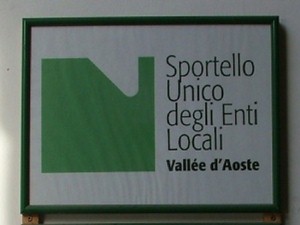 Sportello
Unico
degli Enti
Locali
Vallée d'Aoste